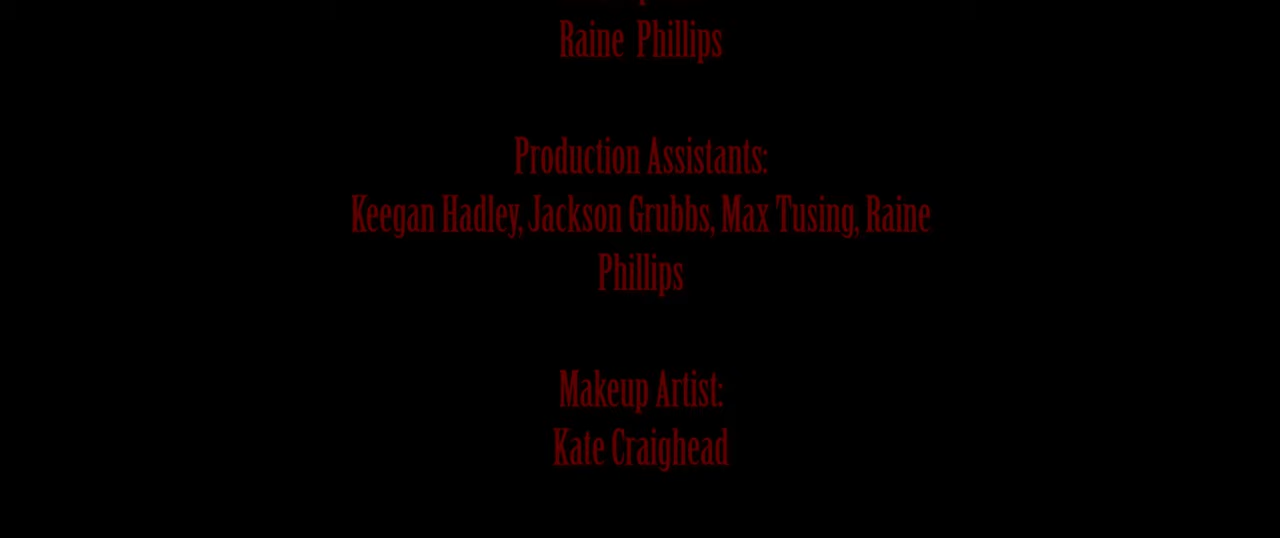 Raine Phillips
Production Assistants:
Keegan Hadley, Jackson Grubbs, Max Tusing, Raine
Phillips
Makeup Artist:
Kate Craighead